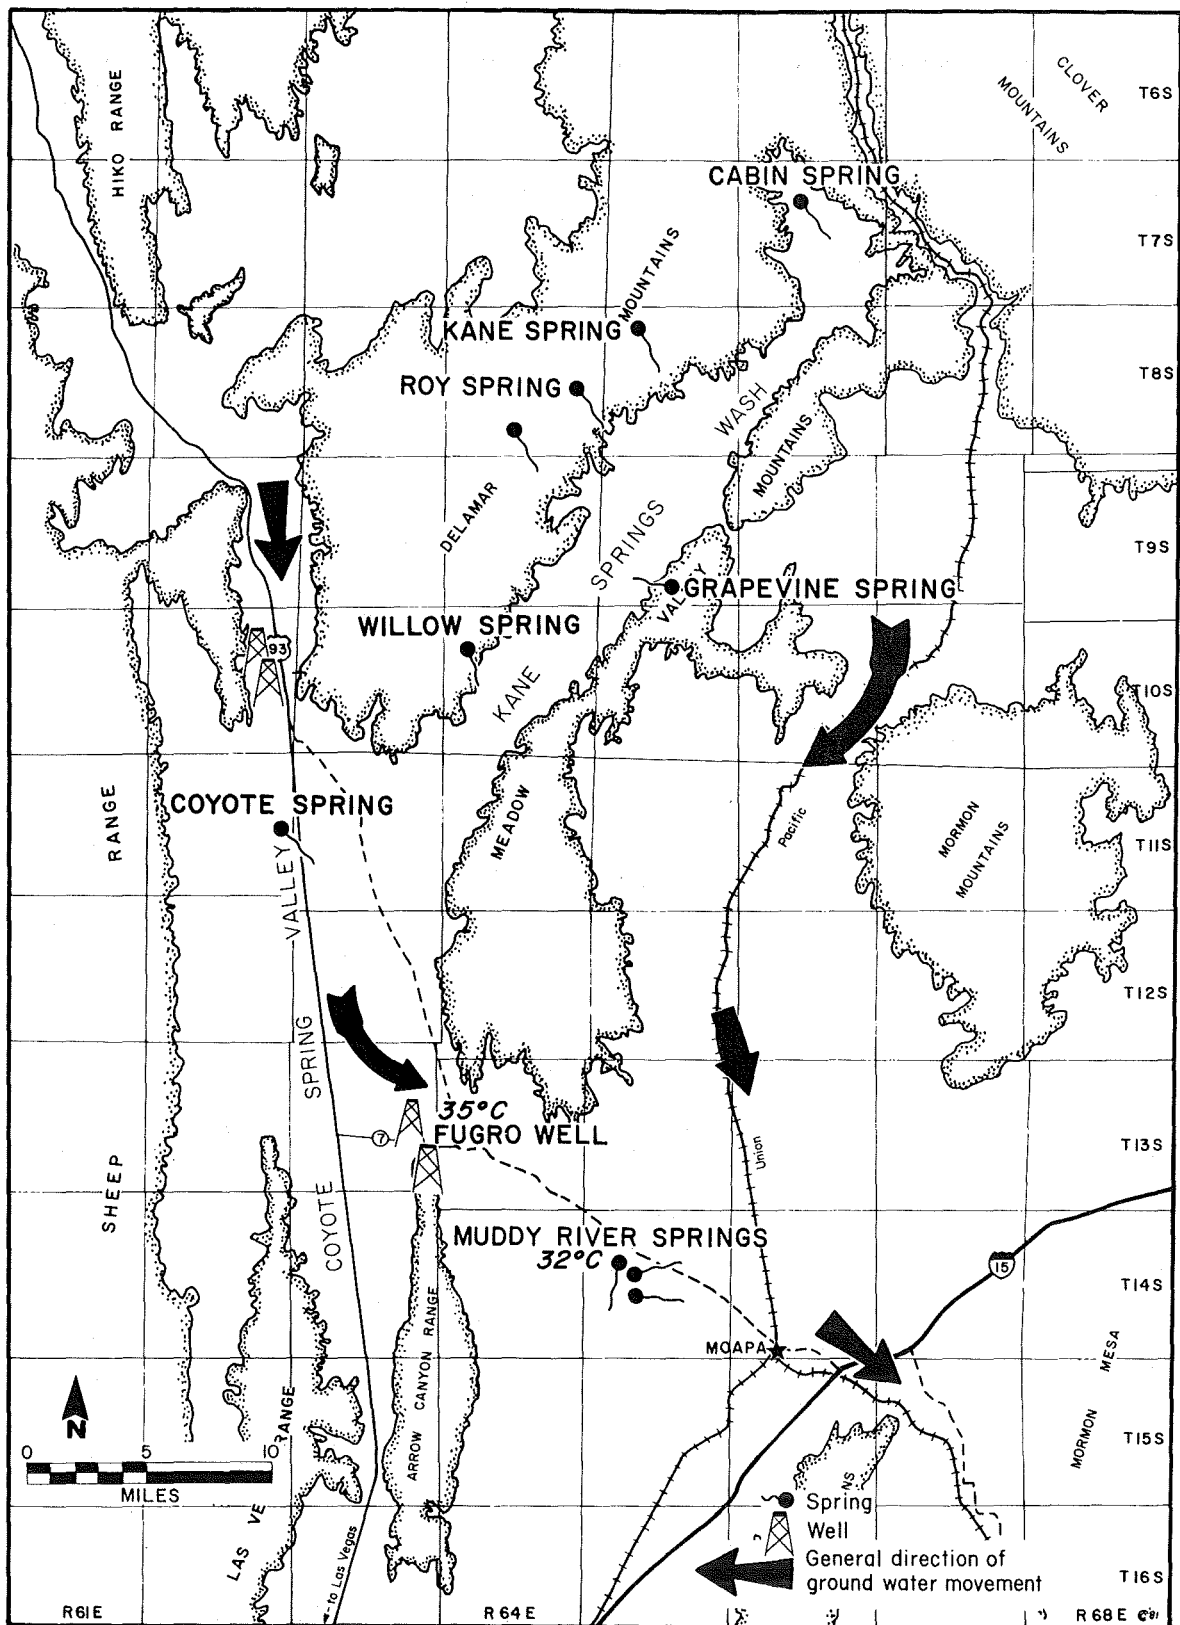 HIKO RANGE
CLOVER
MOUNTAINS
T6S
CABIN SPRING
T7S
MOUNTAINS
KANE SPRING
ROY SPRING
T8S
WASH
MOUNTAINS
DELAMAR
SPRINGS
T9S
VALLEY
GRAPEVINE SPRING
WILLOW SPRING
93
KANE
T10S
COYOTE SPRING
RANGE
MEADOW
Pacific
MORMON
MOUNTAINS
T11S
VALLEY
T12S
SPRING
35°C
FUGRO WELL
7
Union
T13S
SHEEP
COYOTE
MUDDY RIVER SPRINGS
32°C
15
T14S
MOAPA
MESA
ARROW CANYON RANGE
N
RANGE
MORMON
T15S
0 5 10
MILES
LAS VE
to Las Vegas
NS
Spring
Well
General direction of
ground water movement
T16S
R61E
R64E
R68E